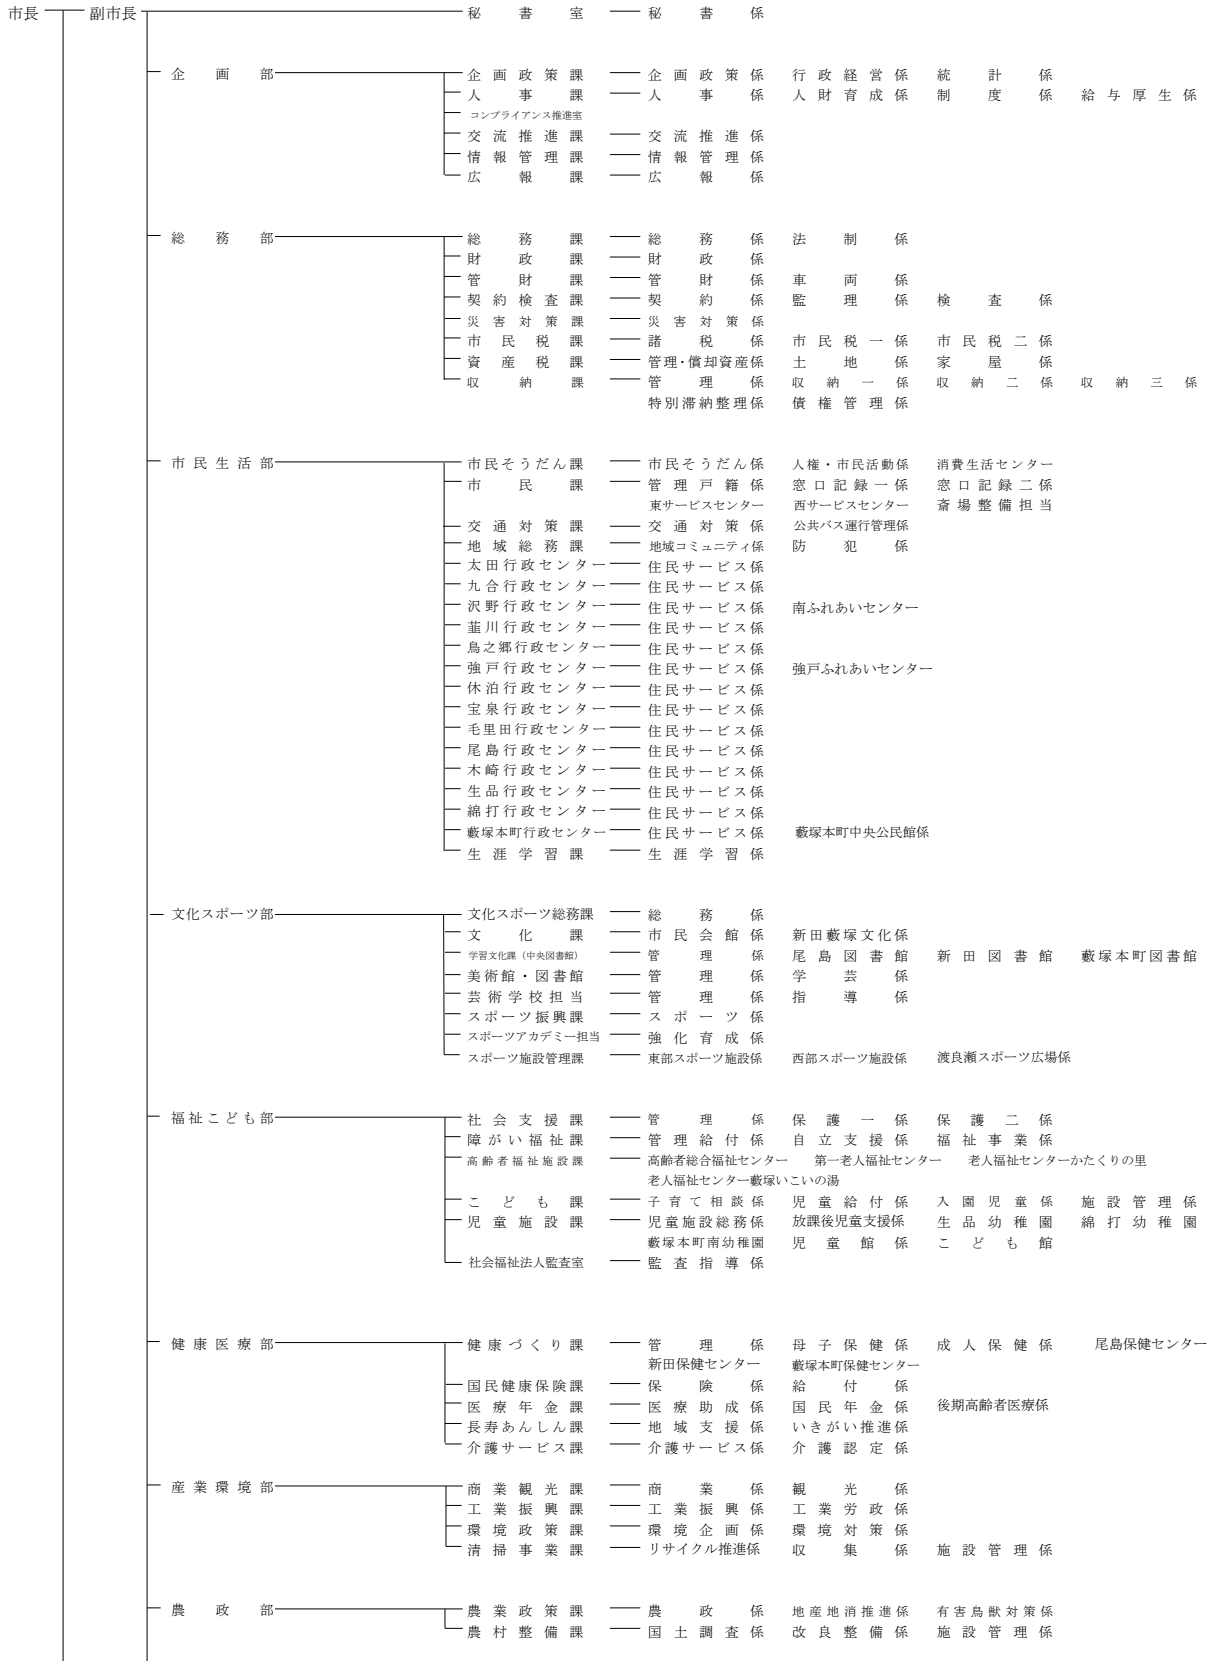 市長 副市長 秘書室 秘書係
企画部 企画政策課 企画政策係 行政経営係 統計係
人事課 人事係 人財育成係 制度係 給与厚生係
コンプライアンス推進室
交流推進課 交流推進係
情報管理課 情報管理係
広報課 広報係
総務部 総務課 総務係 法制係
財政課 財政係
管財課 管財係 車両係
契約検査課 契約係 監理係 検査係
災害対策課 災害対策係
市民税課 諸税係 市民税一係 市民税二係
資産税課 管理・償却資産係 土地係 家屋係
収納課 管理係 収納一係 収納二係 収納三係
特別滞納整理係 債権管理係
市民生活部 市民そうだん課 市民そうだん係 人権・市民活動係 消費生活センター
市民課 管理戸籍係 窓口記録一係 窓口記録二係
東サービスセンター 西サービスセンター 斎場整備担当
交通対策課 交通対策係 公共バス運行管理係
地域総務課 地域コミュニティ係 防犯係
太田行政センター 住民サービス係
九合行政センター 住民サービス係
沢野行政センター 住民サービス係 南ふれあいセンター
韮川行政センター 住民サービス係
鳥之郷行政センター 住民サービス係
強戸行政センター 住民サービス係 強戸ふれあいセンター
休泊行政センター 住民サービス係
宝泉行政センター 住民サービス係
毛里田行政センター 住民サービス係
尾島行政センター 住民サービス係
木崎行政センター 住民サービス係
生品行政センター 住民サービス係
綿打行政センター 住民サービス係
藪塚本町行政センター 住民サービス係 藪塚本町中央公民館係
生涯学習課 生涯学習係
文化スポーツ部 文化スポーツ総務課 総務係
文化課 市民会館係 新田藪塚文化係
学習文化課（中央図書館） 管理係 尾島図書館 新田図書館 藪塚本町図書館
美術館・図書館 管理係 学芸係
芸術学校担当 管理係 指導係
スポーツ振興課 スポーツ係
スポーツアカデミー担当 強化育成係
スポーツ施設管理課 東部スポーツ施設係 西部スポーツ施設係 渡良瀬スポーツ広場係
福祉こども部 社会支援課 管理係 保護一係 保護二係
障がい福祉課 管理給付係 自立支援係 福祉事業係
高齢者福祉施設課 高齢者総合福祉センター 第一老人福祉センター 老人福祉センターかたくりの里
老人福祉センター藪塚いこいの湯
こども課 子育て相談係 児童給付係 入園児童係 施設管理係
児童施設課 児童施設総務係 放課後児童支援係 生品幼稚園 綿打幼稚園
藪塚本町南幼稚園 児童館係 こども館
社会福祉法人監査室 監査指導係
健康医療部 健康づくり課 管理係 母子保健係 成人保健係 尾島保健センター
新田保健センター 藪塚本町保健センター
国民健康保険課 保険係 給付係
医療年金課 医療助成係 国民年金係 後期高齢者医療係
長寿あんしん課 地域支援係 いきがい推進係
介護サービス課 介護サービス係 介護認定係
産業環境部 商業観光課 商業係 観光係
工業振興課 工業振興係 工業労政係
環境政策課 環境企画係 環境対策係
清掃事業課 リサイクル推進係 収集係 施設管理係
農政部 農業政策課 農政係 地産地消推進係 有害鳥獣対策係
農村整備課 国土調査係 改良整備係 施設管理係